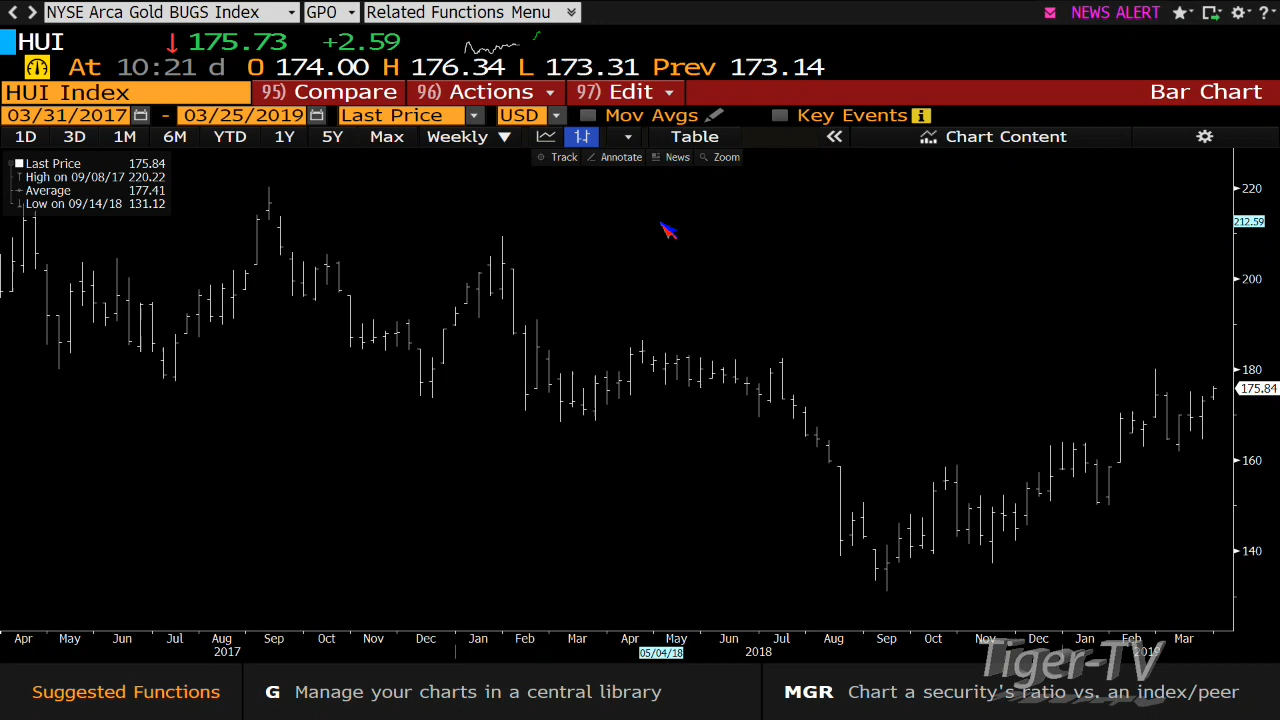 NYSE Arca Gold BUGS Index GPO Related Functions Menu NEWS ALERT ?
HUI 175.73 +2.59
At 10:21 d O 174.00 H 176.34 L 173.31 Prev 173.14
HUI Index 95) Compare 96) Actions 97) Edit Bar Chart
03/31/2017 - 03/25/2019 Last Price USD Mov Avgs Key Events
1D 3D 1M 6M YTD 1Y 5Y Max Weekly ▼ Table « Chart Content
Track Annotate News Zoom
Last Price 175.84
High on 09/08/17 220.22
Average 177.41
Low on 09/14/18 131.12
220
212.59
200
180
175.84
160
140
Apr May Jun Jul Aug Sep Oct Nov Dec Jan Feb Mar Apr May Jun Jul Aug Sep Oct Nov Dec Jan Feb Mar
2017 05/04/18 2018 2019
Tiger-TV
Suggested Functions G Manage your charts in a central library MGR Chart a security's ratio vs. an index/peer